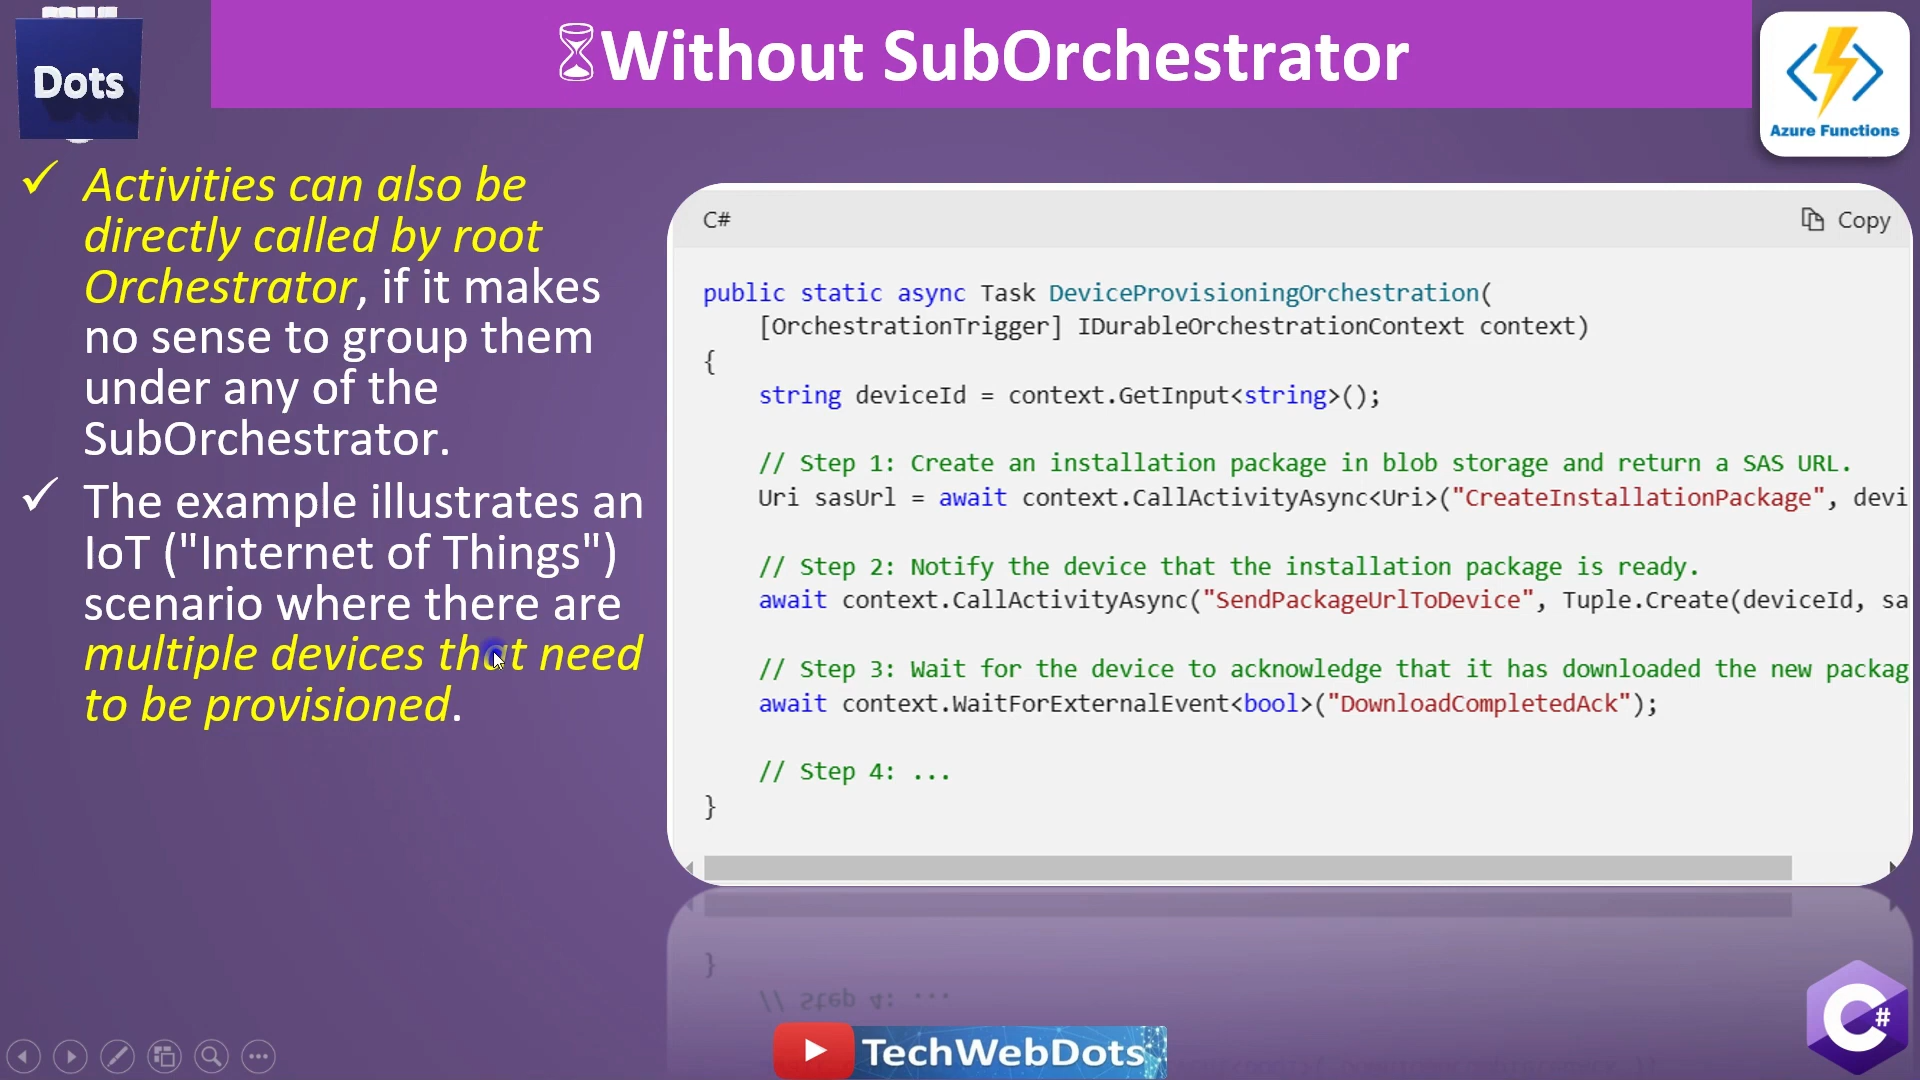 Dots
⌛Without SubOrchestrator
Azure Functions
✓ Activities can also be
directly called by root
Orchestrator, if it makes
no sense to group them
under any of the
SubOrchestrator.
✓ The example illustrates an
IoT ("Internet of Things")
scenario where there are
multiple devices that need
to be provisioned.
C#
Copy
public static async Task DeviceProvisioningOrchestration(
[OrchestrationTrigger] IDurableOrchestrationContext context)
{
string deviceId = context.GetInput<string>();
// Step 1: Create an installation package in blob storage and return a SAS URL.
Uri sasUrl = await context.CallActivityAsync<Uri>("CreateInstallationPackage", devi
// Step 2: Notify the device that the installation package is ready.
await context.CallActivityAsync("SendPackageUrlToDevice", Tuple.Create(deviceId, sa
// Step 3: Wait for the device to acknowledge that it has downloaded the new packag
await context.WaitForExternalEvent<bool>("DownloadCompletedAck");
// Step 4: ...
}
TechWebDots
C#